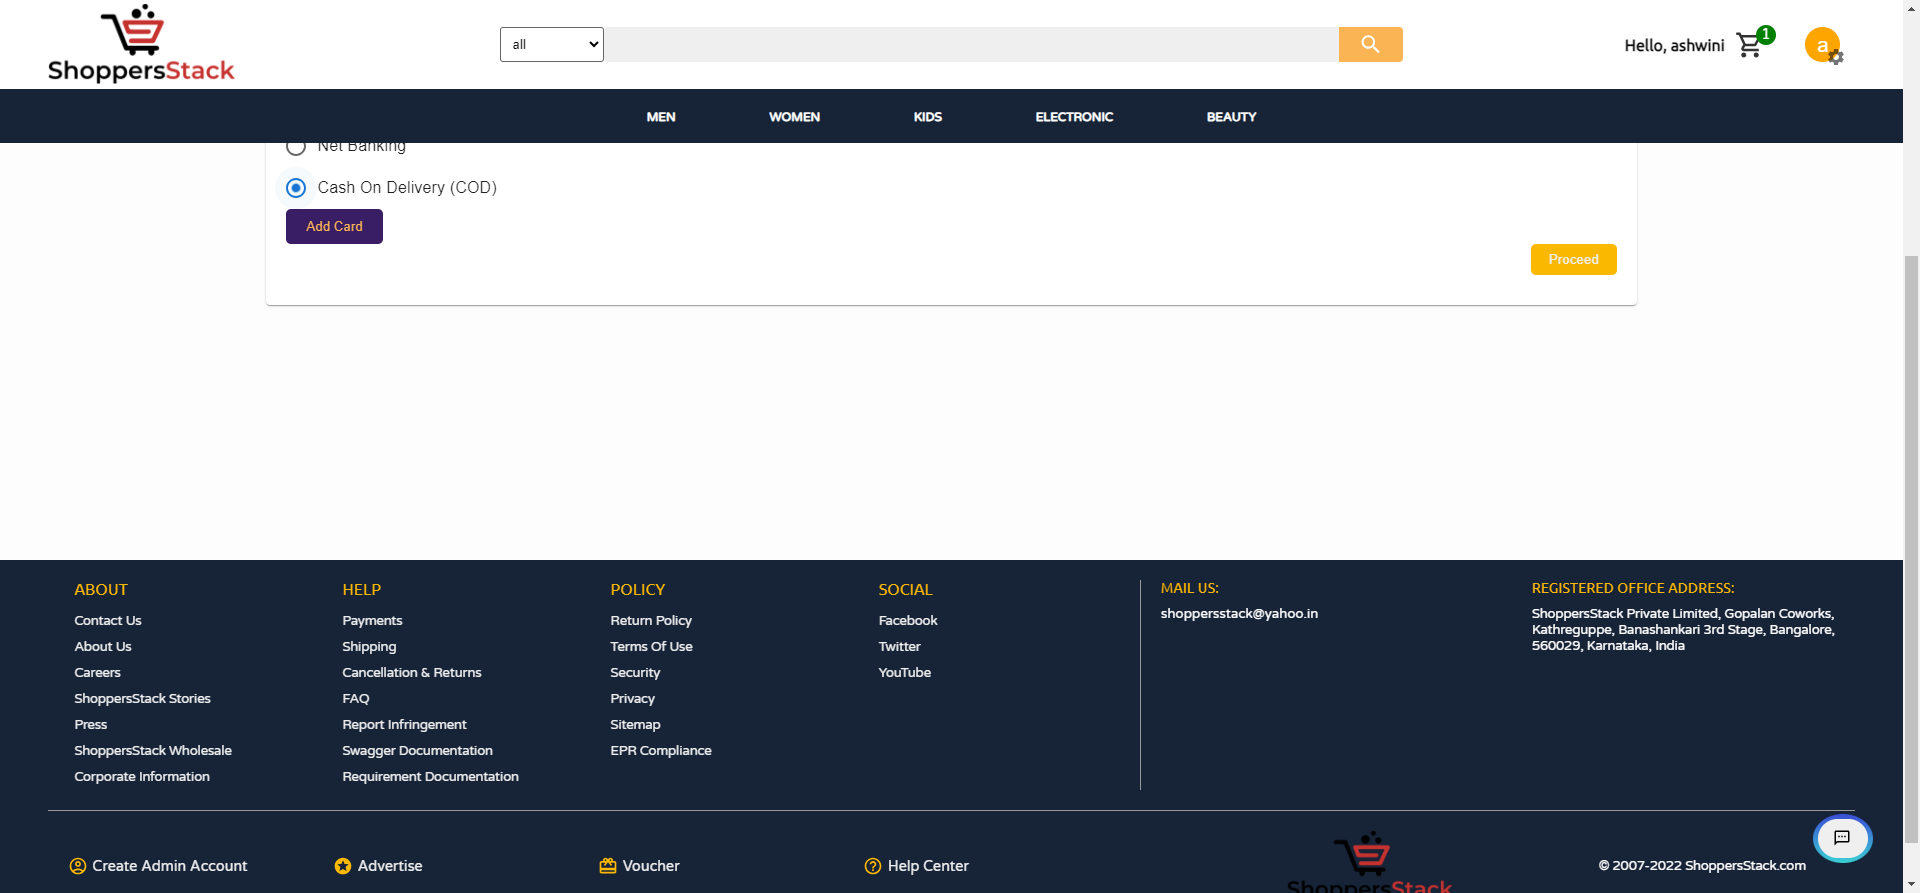 ShoppersStack
all
Hello, ashwini
1
a
MEN
WOMEN
KIDS
ELECTRONIC
BEAUTY
Net Banking
Cash On Delivery (COD)
Add Card
Proceed
ABOUT
Contact Us
About Us
Careers
ShoppersStack Stories
Press
ShoppersStack Wholesale
Corporate Information
HELP
Payments
Shipping
Cancellation & Returns
FAQ
Report Infringement
Swagger Documentation
Requirement Documentation
POLICY
Return Policy
Terms Of Use
Security
Privacy
Sitemap
EPR Compliance
SOCIAL
Facebook
Twitter
YouTube
MAIL US:
shoppersstack@yahoo.in
REGISTERED OFFICE ADDRESS:
ShoppersStack Private Limited, Gopalan Coworks,
Kathreguppe, Banashankari 3rd Stage, Bangalore,
560029, Karnataka, India
Create Admin Account
Advertise
Voucher
Help Center
ShoppersStack
© 2007-2022 ShoppersStack.com